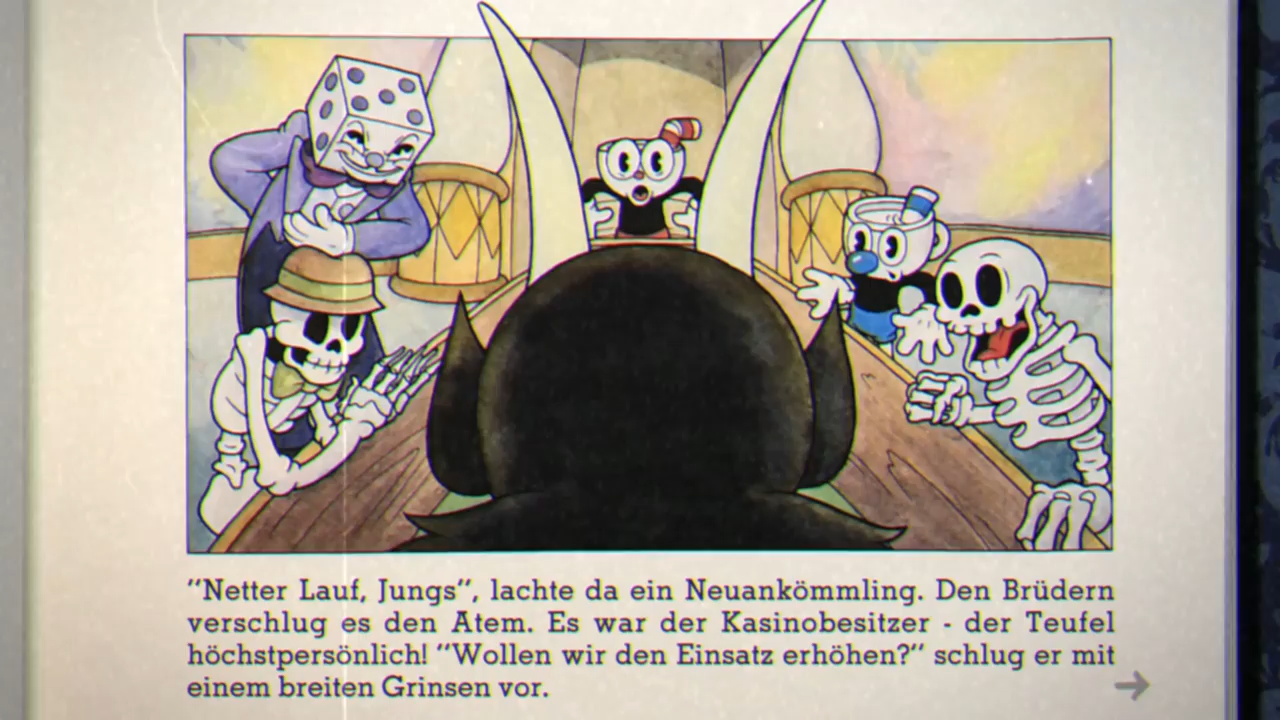 "Netter Lauf, Jungs", lachte da ein Neuankömmling. Den Brüdern
verschlug es den Atem. Es war der Kasinobesitzer - der Teufel
höchstpersönlich! "Wollen wir den Einsatz erhöhen?" schlug er mit
einem breiten Grinsen vor.